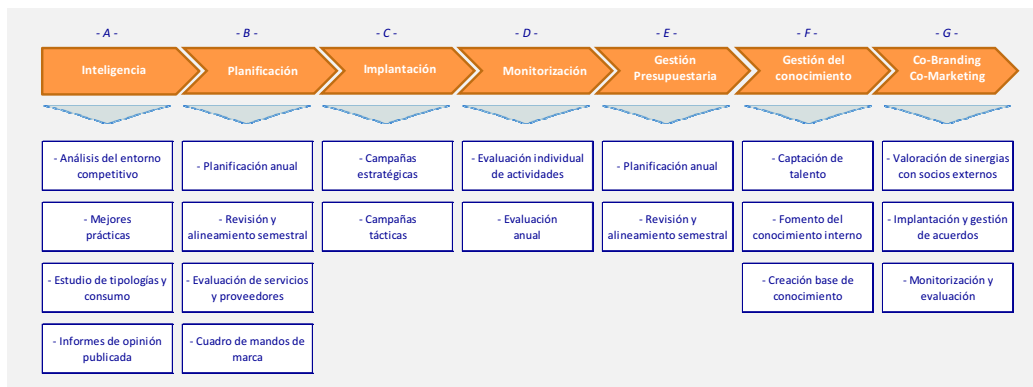 - A -
- B -
- C -
- D -
- E -
- F -
- G -
Inteligencia
Planificación
Implantación
Monitorización
Gestión
Presupuestaria
Gestión del
conocimiento
Co-Branding
Co-Marketing
- Análisis del entorno
competitivo
- Planificación anual
- Campañas
estratégicas
- Evaluación individual
de actividades
- Planificación anual
- Captación de
talento
- Valoración de sinergias
con socios externos
- Mejores
prácticas
- Revisión y
alineamiento semestral
- Campañas
tácticas
- Evaluación
anual
- Revisión y
alineamiento semestral
- Fomento del
conocimiento interno
- Implantación y gestión
de acuerdos
- Estudio de tipologías y
consumo
- Evaluación de servicios
y proveedores
- Creación base de
conocimiento
- Monitorización y
evaluación
- Informes de opinión
publicada
- Cuadro de mandos de
marca